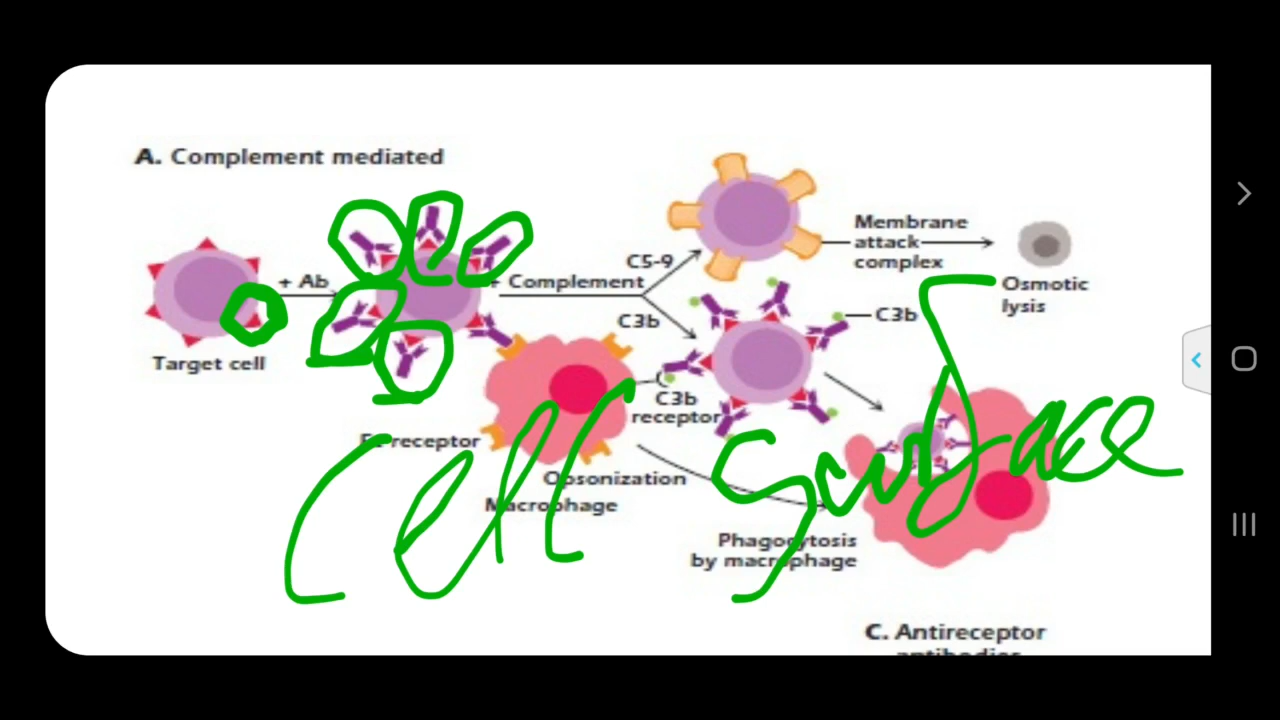 A. Complement mediated
Membrane
attack
complex
C5-9
+ Ab
+ Complement
Osmotic
lysis
C3b
C3b
Target cell
C3b
receptor
receptor
Opsonization
Macrophage
Phagocytosis
by macrophage
Cell surface
C. Antireceptor
antibodies